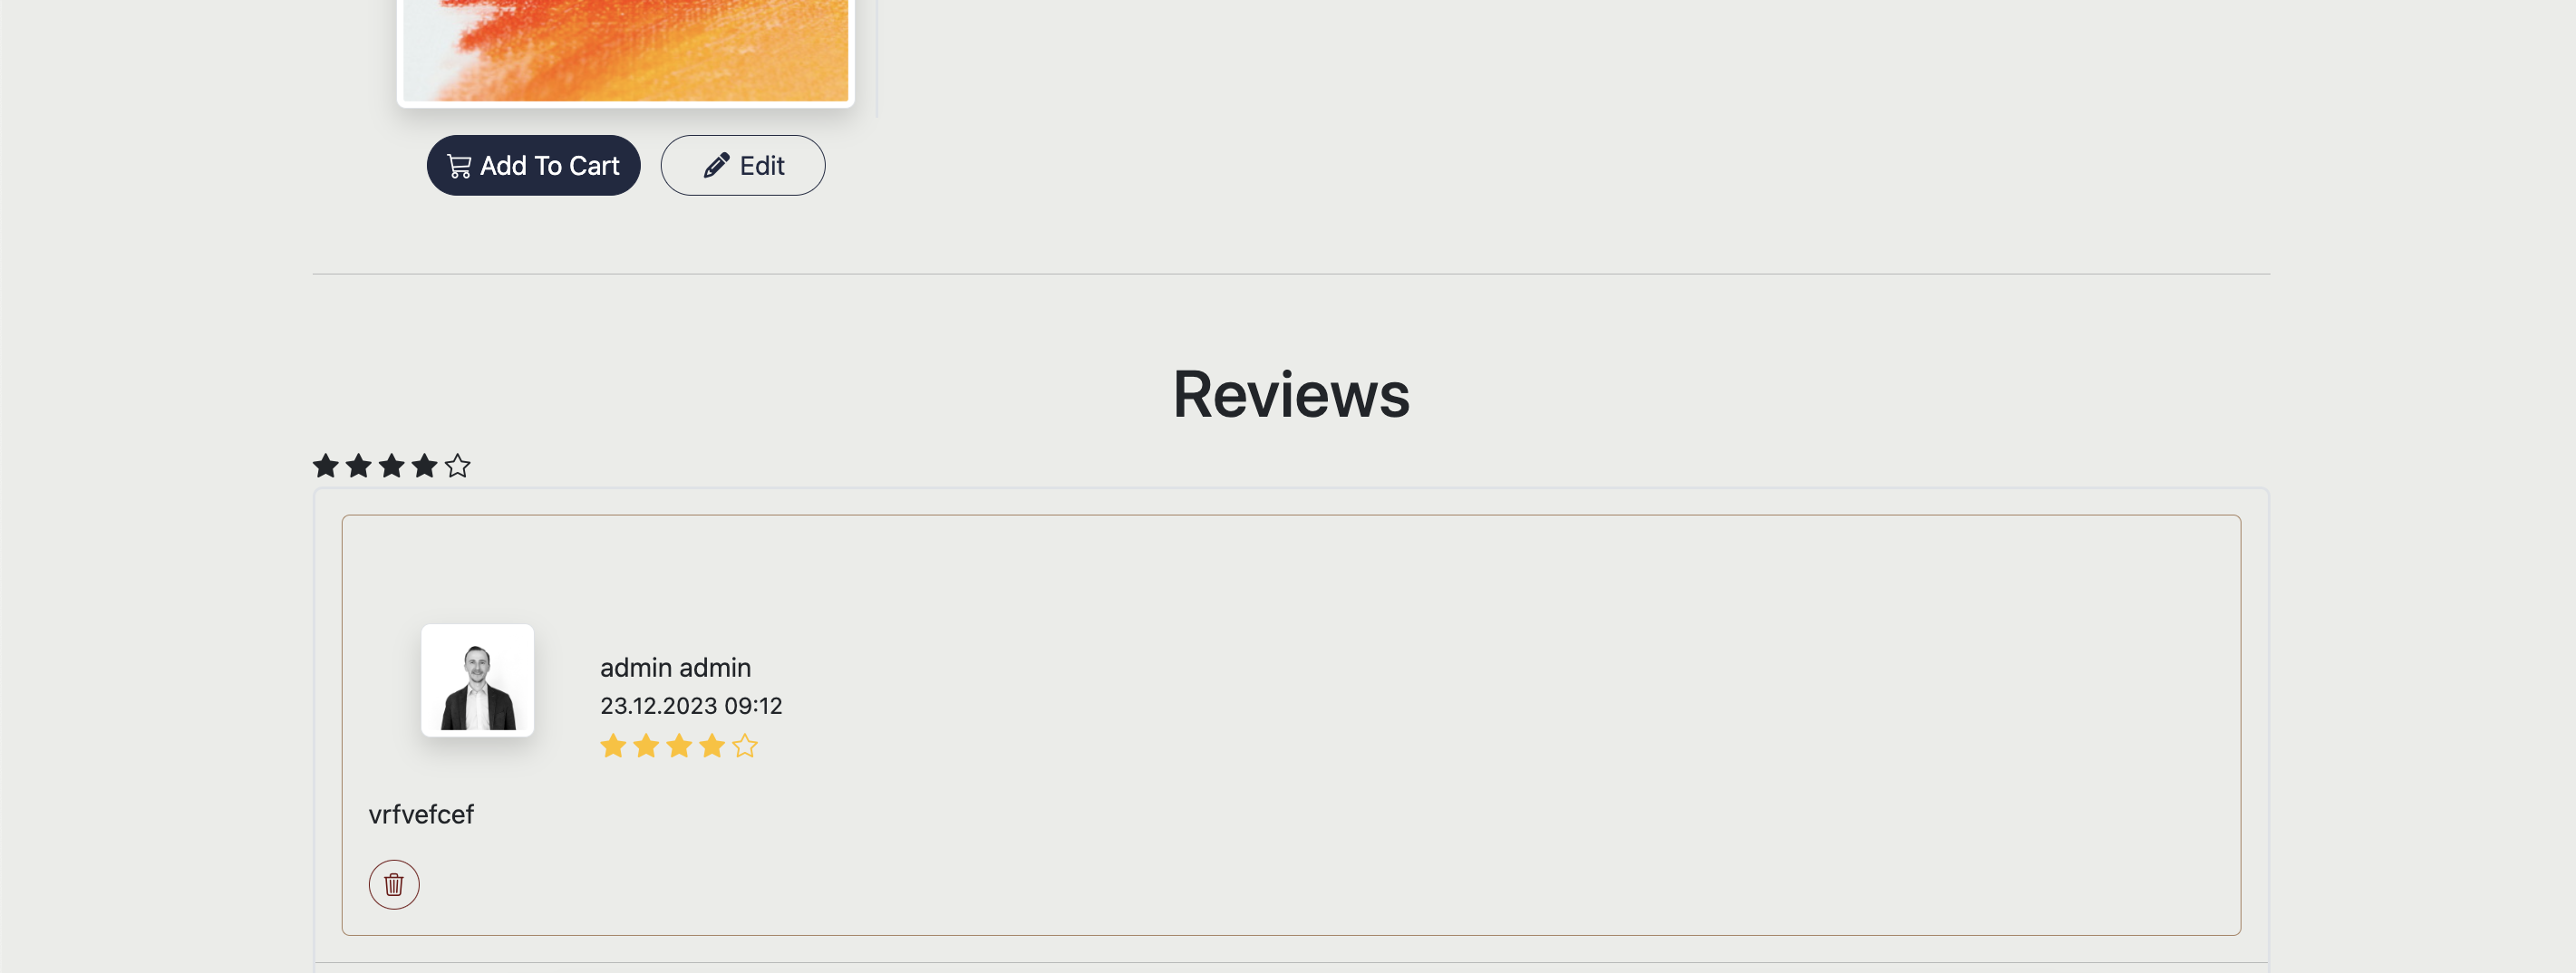 Add To Cart
Edit
Reviews
admin admin
23.12.2023 09:12
vrfvefcef